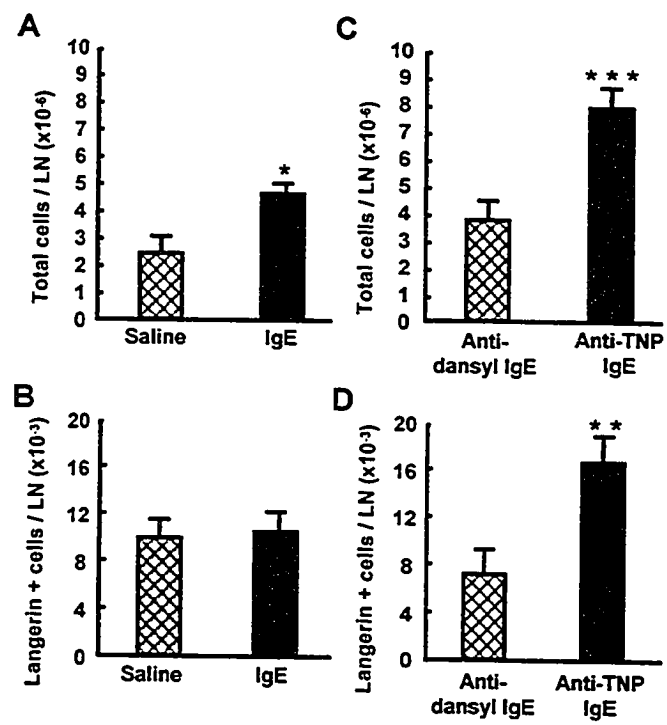 A
Total cells / LN (x10⁻⁶)
10
9
8
7
6
5
4
3
2
1
0
*
Saline IgE
C
Total cells / LN (x10⁻⁶)
10
9
8
7
6
5
4
3
2
1
0
* * *
Anti- Anti-TNP
dansyl IgE IgE
B
Langerin + cells / LN (x10⁻³)
20
16
12
8
4
0
Saline IgE
D
Langerin + cells / LN (x10⁻³)
20
16
12
8
4
0
* *
Anti- Anti-TNP
dansyl IgE IgE